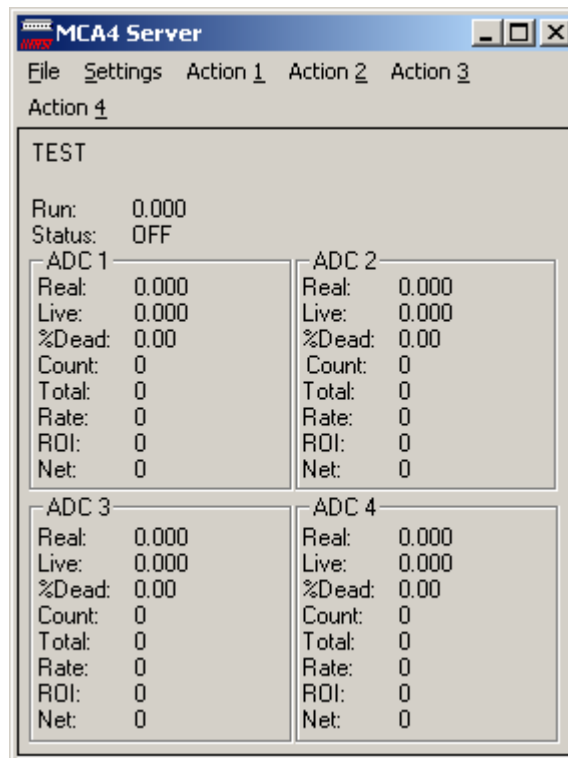 MCA4 Server
File Settings Action 1 Action 2 Action 3
Action 4
TEST
Run: 0.000
Status: OFF
ADC 1
Real: 0.000
Live: 0.000
%Dead: 0.00
Count: 0
Total: 0
Rate: 0
ROI: 0
Net: 0
ADC 2
Real: 0.000
Live: 0.000
%Dead: 0.00
Count: 0
Total: 0
Rate: 0
ROI: 0
Net: 0
ADC 3
Real: 0.000
Live: 0.000
%Dead: 0.00
Count: 0
Total: 0
Rate: 0
ROI: 0
Net: 0
ADC 4
Real: 0.000
Live: 0.000
%Dead: 0.00
Count: 0
Total: 0
Rate: 0
ROI: 0
Net: 0